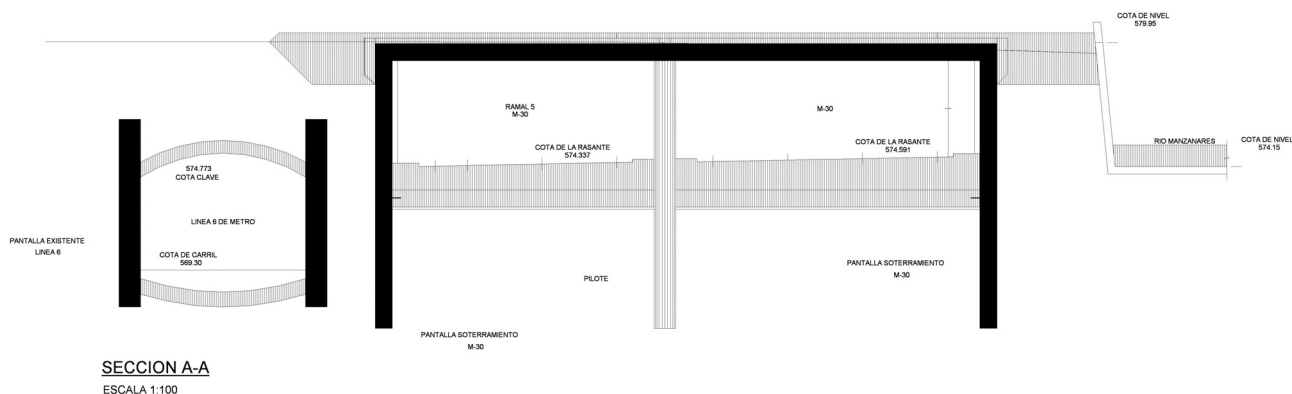 COTA DE NIVEL
579.95
RAMAL 5
M-30
M-30
COTA DE LA RASANTE
574.337
COTA DE LA RASANTE
574.591
RIO MANZANARES
COTA DE NIVEL
574.15
574.773
COTA CLAVE
LINEA 6 DE METRO
PANTALLA EXISTENTE
LINEA 6
COTA DE CARRIL
569.30
PILOTE
PANTALLA SOTERRAMIENTO
M-30
PANTALLA SOTERRAMIENTO
M-30
SECCION A-A
ESCALA 1:100